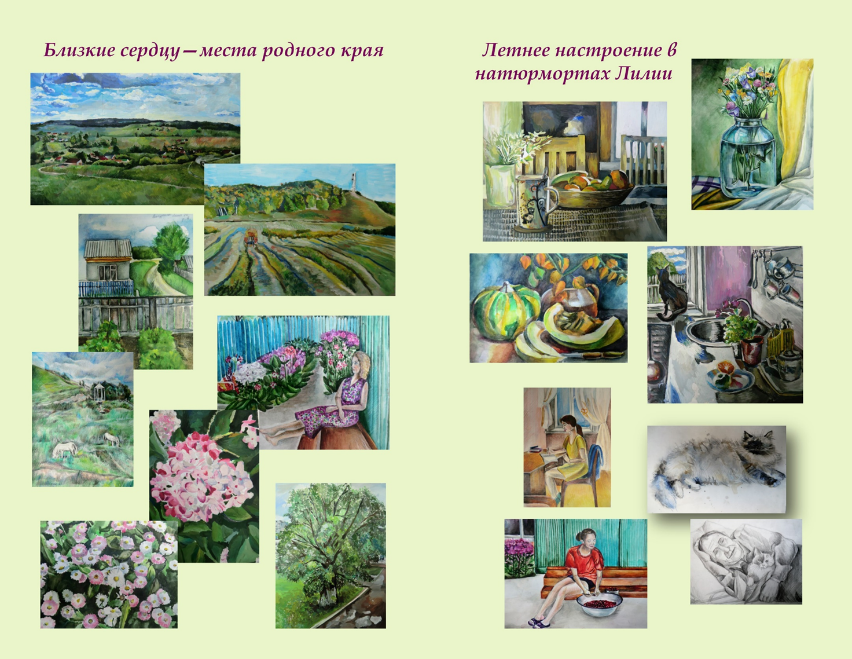 Близкие сердцу—места родного края
Летнее настроение в
натюрмортах Лилии